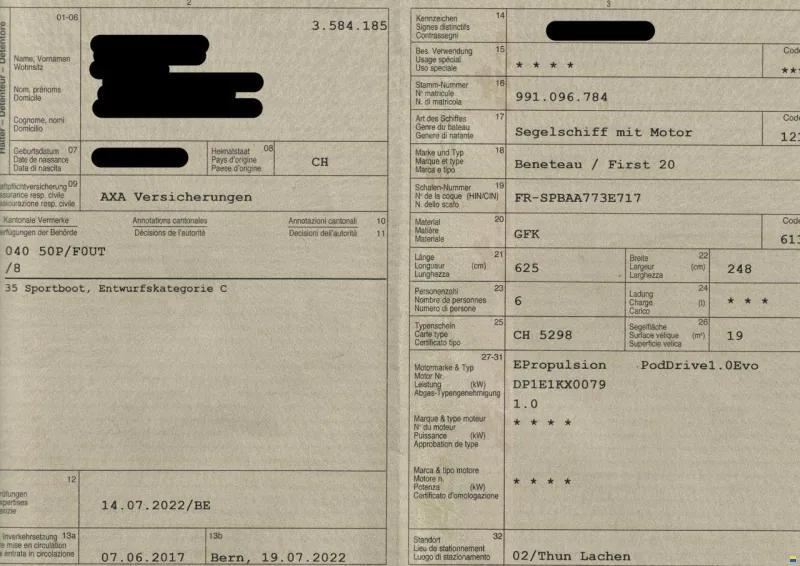 2
01-06
3.584.185
Halter – Détenteur – Detentore
Name, Vornamen
Wohnsitz
Nom, prénoms
Domicile
Cognome, nomi
Domicilio
Geburtsdatum 07
Date de naissance
Data di nascita
Heimatstaat 08
Pays d'origine
Paese d'origine
CH
aftpflichtversicherung 09
ssurance resp. civile
ssicurazione resp. civile
AXA Versicherungen
Kantonale Vermerke Annotations cantonales Annotazioni cantonali 10
erfügungen der Behörde Décisions de l'autorité Decisioni dell'autorità 11
040 50P/FOUT
/8
35 Sportboot, Entwurfskategorie C
12
rüfungen
xpertises
rizie
14.07.2022/BE
Inverkehrsetzung 13a
e mise en circulation
entrata in circolazione
07.06.2017
13b
Bern, 19.07.2022
3
Kennzeichen 14
Signes distinctifs
Contrassegni
Bes. Verwendung 15
Usage spécial
Uso speciale
* * * *
Code
**
Stamm-Nummer 16
No matricule
N. di matricola
991.096.784
Art des Schiffes 17
Genre du bateau
Genere di natante
Segelschiff mit Motor
Code
121
Marke und Typ 18
Marque et type
Marca e tipo
Beneteau / First 20
Schalen-Nummer 19
No de la coque (HIN/CIN)
N. dello scafo
FR-SPBAA773E717
Material 20
Matière
Materiale
GFK
Code
611
Länge 21
Longueur (cm)
Lunghezza
625
Breite 22
Largeur (cm)
Larghezza
248
Personenzahl 23
Nombre de personnes
Numero di persone
6
Ladung 24
Charge (t)
Carico
* * *
Typenschein 25
Carte type
Certificato tipo
CH 5298
Segelfläche 26
Surface vélique (m²)
Superficie velica
19
27-31
Motormarke & Typ
Motor Nr.
Leistung (kW)
Abgas-Typengenehmigung
EPropulsion PodDrive1.0Evo
DP1E1KX0079
1.0
Marque & type moteur
No du moteur
Puissance (kW)
Approbation de type
* * * *
Marca & tipo motore
Motore n.
Potenza (kW)
Certificato d'omologazione
* * * *
Standort 32
Lieu de stationnement
Luogo di stazionamento
02/Thun Lachen